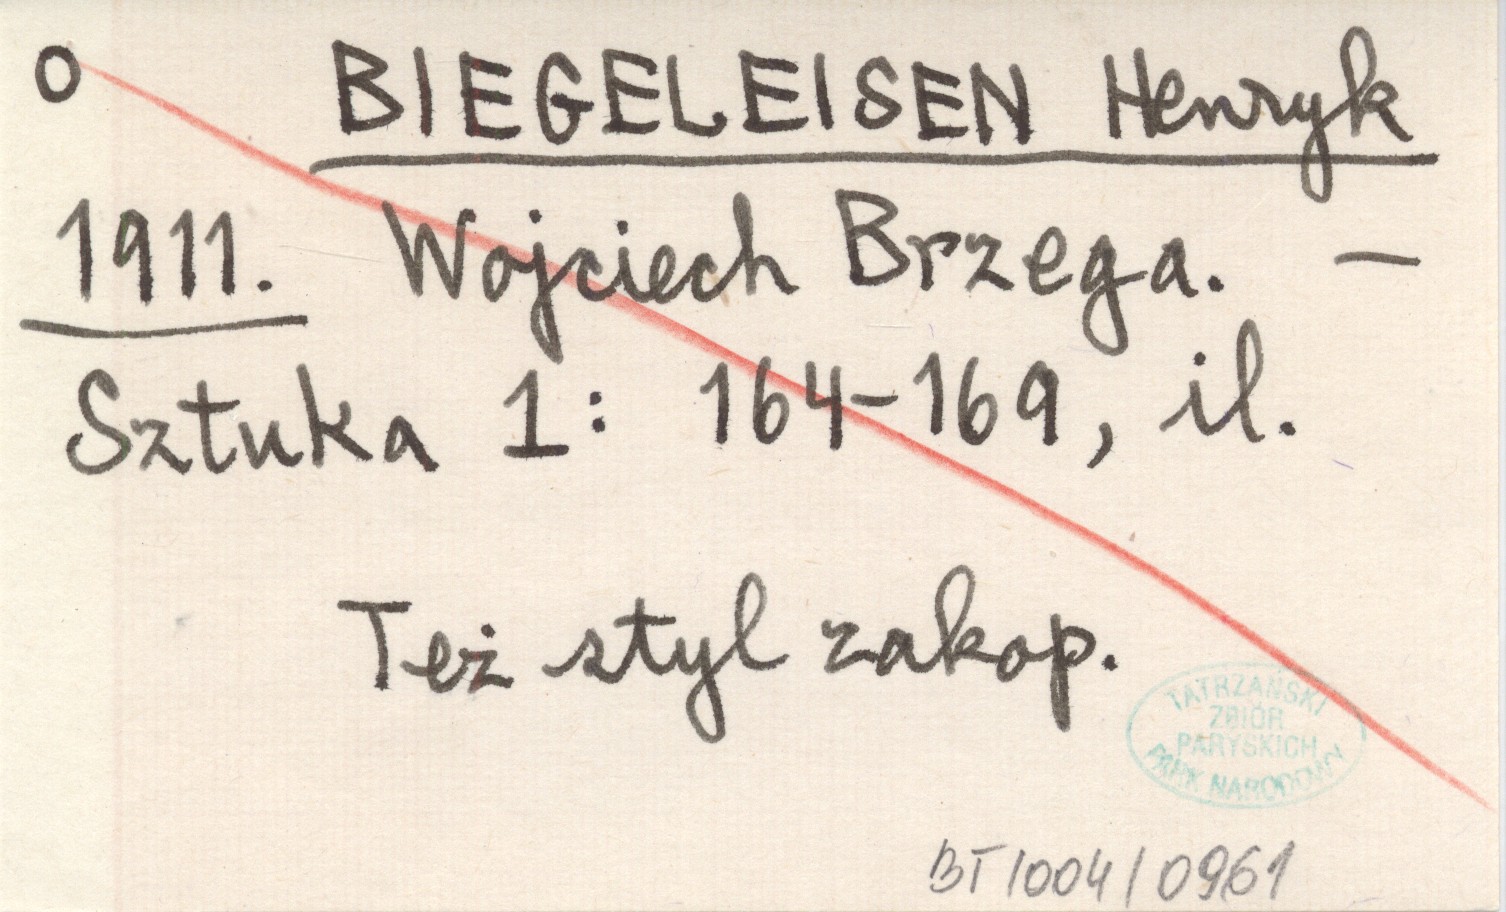 O BIEGELEISEN Henryk
1911. Wojciech Brzega. —
Sztuka 1: 164-169, il.
Też styl zakop.
TATRZAŃSKI
ZBIÓR
PARYSKICH
PARK NARODOWY
BT/004/0961